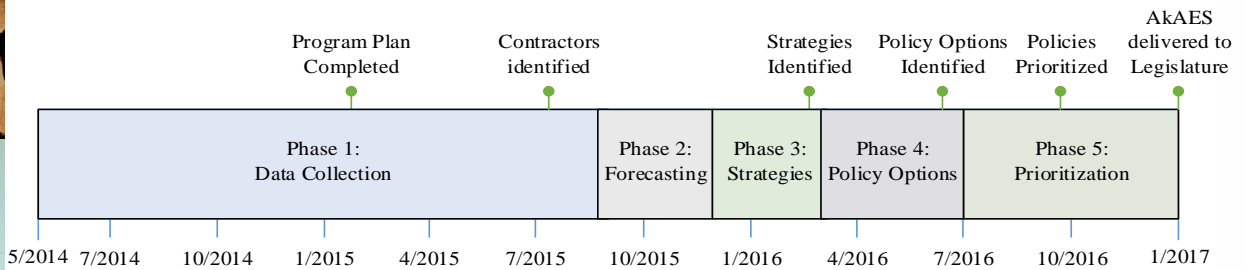 Program Plan
Completed
Contractors
identified
Strategies
Identified
Policy Options
Identified
Policies
Prioritized
AkAES
delivered to
Legislature
Phase 1:
Data Collection
Phase 2:
Forecasting
Phase 3:
Strategies
Phase 4:
Policy Options
Phase 5:
Prioritization
5/2014 7/2014 10/2014 1/2015 4/2015 7/2015 10/2015 1/2016 4/2016 7/2016 10/2016 1/2017